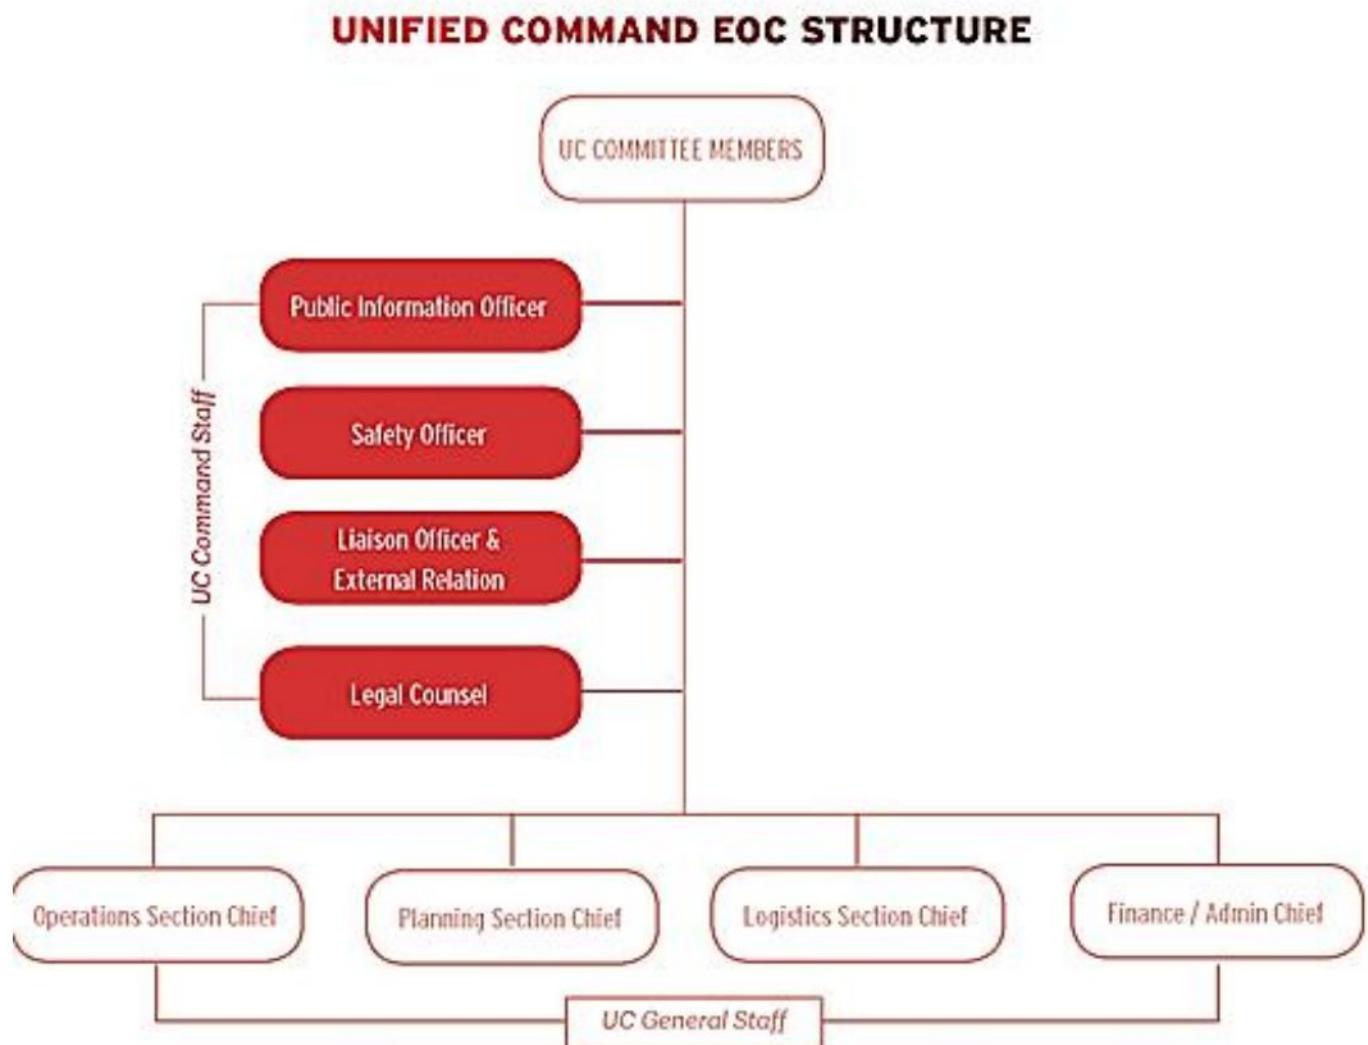 UNIFIED COMMAND EOC STRUCTURE
UC COMMITTEE MEMBERS
Public Information Officer
Safety Officer
Liaison Officer &
External Relation
Legal Counsel
UC Command Staff
Operations Section Chief
Planning Section Chief
Logistics Section Chief
Finance / Admin Chief
UC General Staff